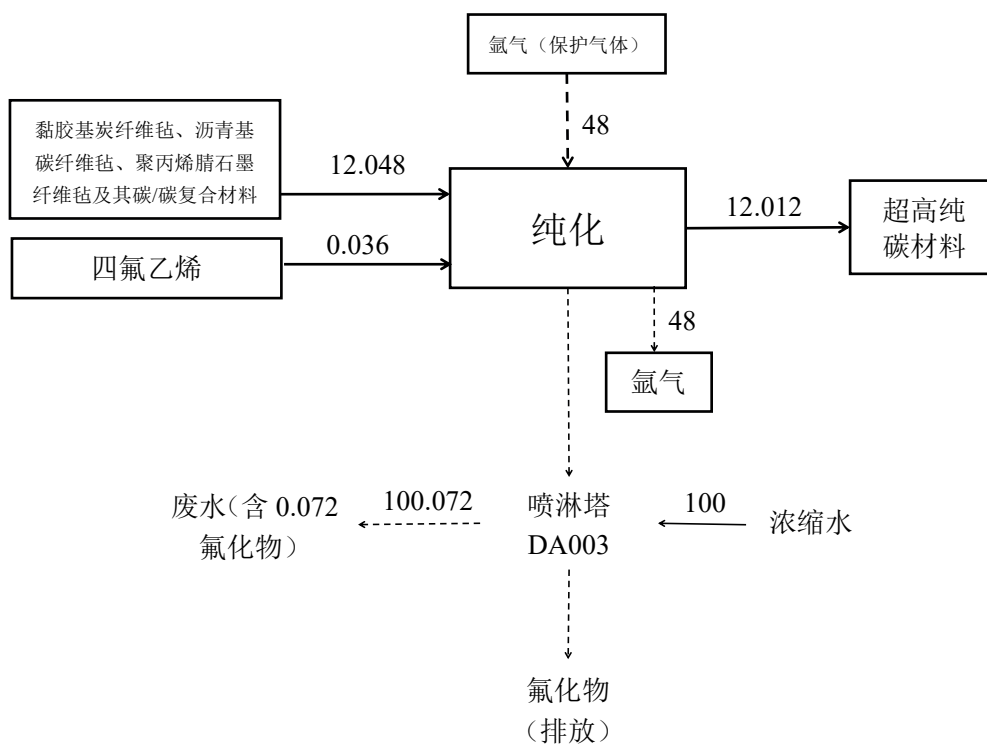 氩气（保护气体）
48
黏胶基炭纤维毡、沥青基
碳纤维毡、聚丙烯腈石墨
纤维毡及其碳/碳复合材料
12.048
纯化
12.012
超高纯
碳材料
四氟乙烯
0.036
48
氩气
废水（含 0.072
氟化物）
100.072
喷淋塔
DA003
100
浓缩水
氟化物
（排放）